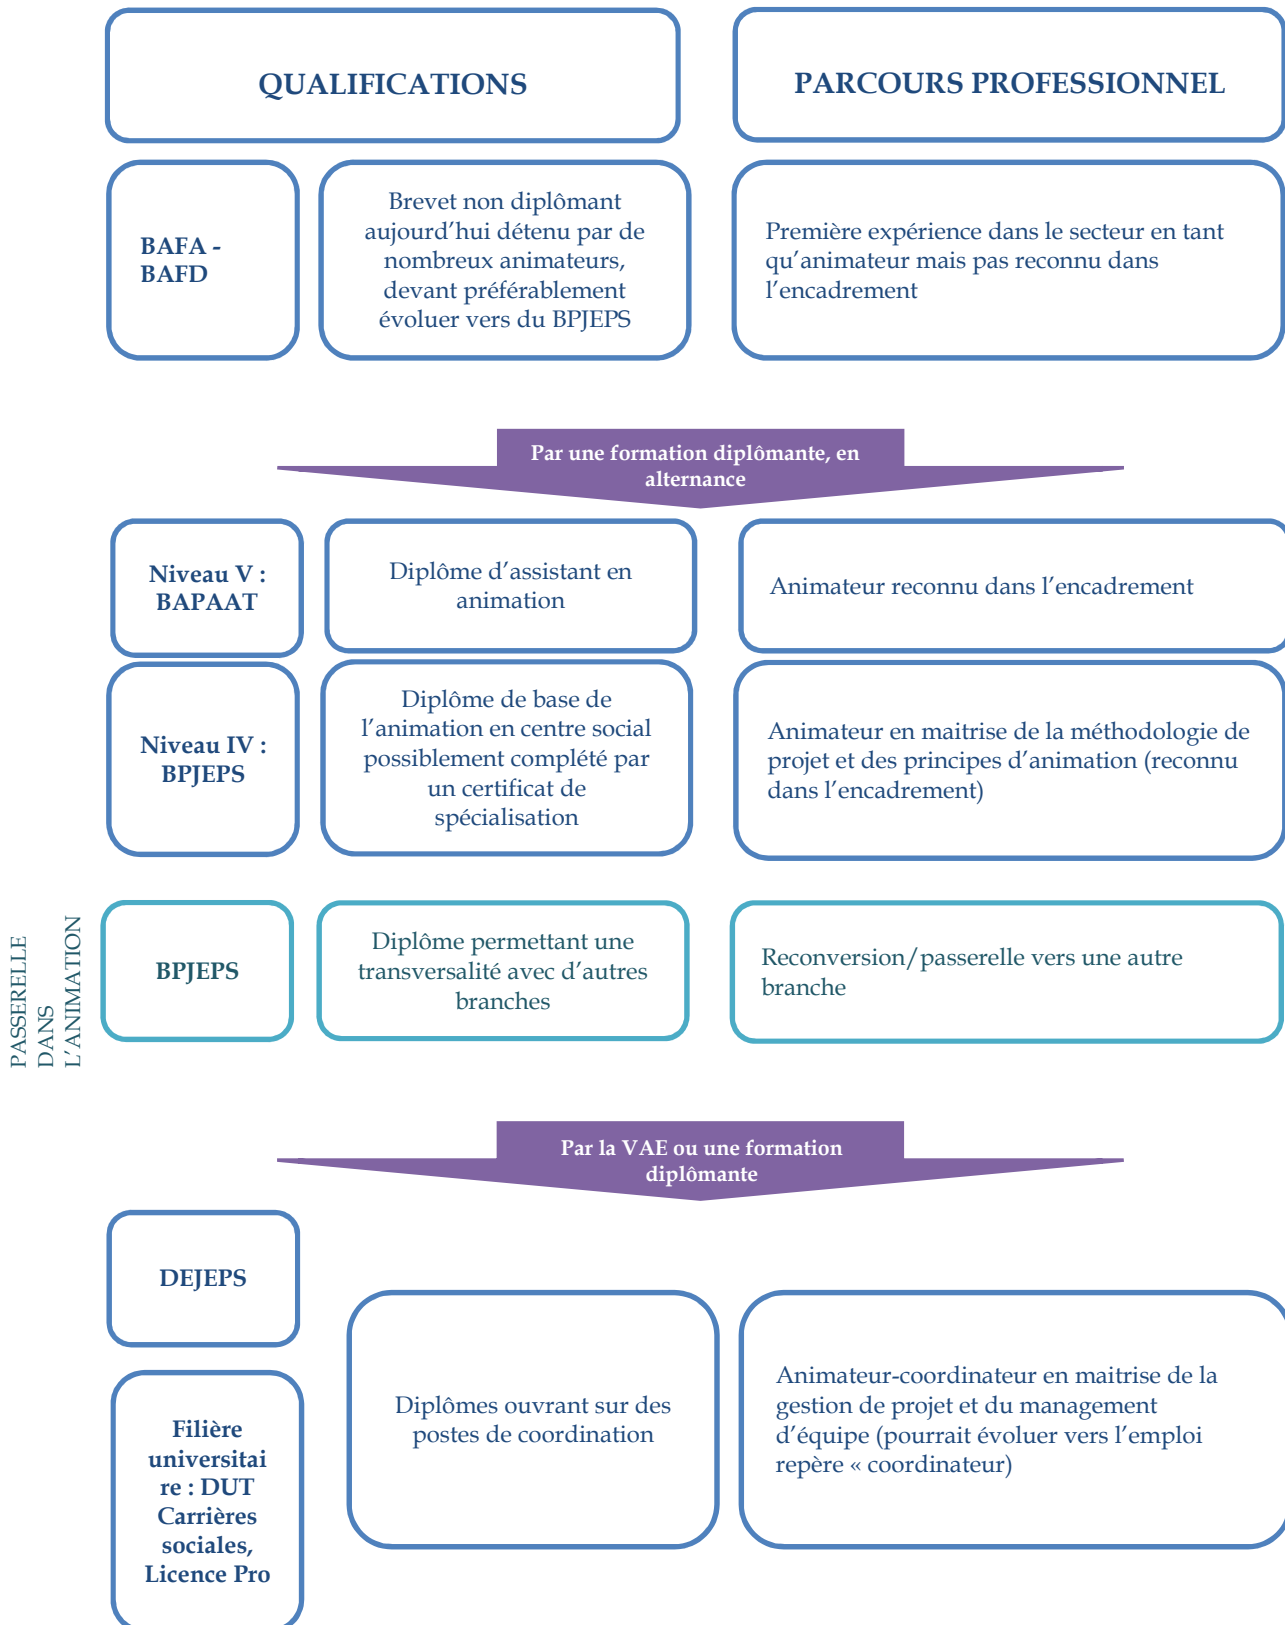 QUALIFICATIONS
PARCOURS PROFESSIONNEL
BAFA -
BAFD
Brevet non diplômant
aujourd’hui détenu par de
nombreux animateurs,
devant préférablement
évoluer vers du BPJEPS
Première expérience dans le secteur en tant
qu’animateur mais pas reconnu dans
l’encadrement
Par une formation diplômante, en
alternance
Niveau V :
BAPAAT
Diplôme d’assistant en
animation
Animateur reconnu dans l’encadrement
Niveau IV :
BPJEPS
Diplôme de base de
l’animation en centre social
possiblement complété par
un certificat de
spécialisation
Animateur en maitrise de la méthodologie de
projet et des principes d’animation (reconnu
dans l’encadrement)
PASSERELLE
DANS
L’ANIMATION
BPJEPS
Diplôme permettant une
transversalité avec d’autres
branches
Reconversion/passerelle vers une autre
branche
Par la VAE ou une formation
diplômante
DEJEPS
Filière
universitai
re : DUT
Carrières
sociales,
Licence Pro
Diplômes ouvrant sur des
postes de coordination
Animateur-coordinateur en maitrise de la
gestion de projet et du management
d’équipe (pourrait évoluer vers l’emploi
repère « coordinateur)